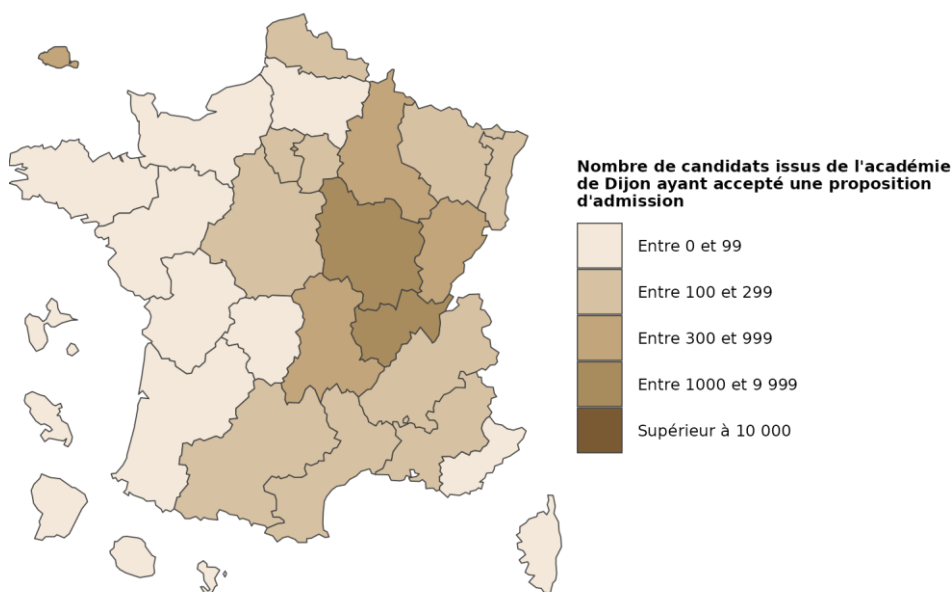 Nombre de candidats issus de l'académie
de Dijon ayant accepté une proposition
d'admission
Entre 0 et 99
Entre 100 et 299
Entre 300 et 999
Entre 1000 et 9 999
Supérieur à 10 000